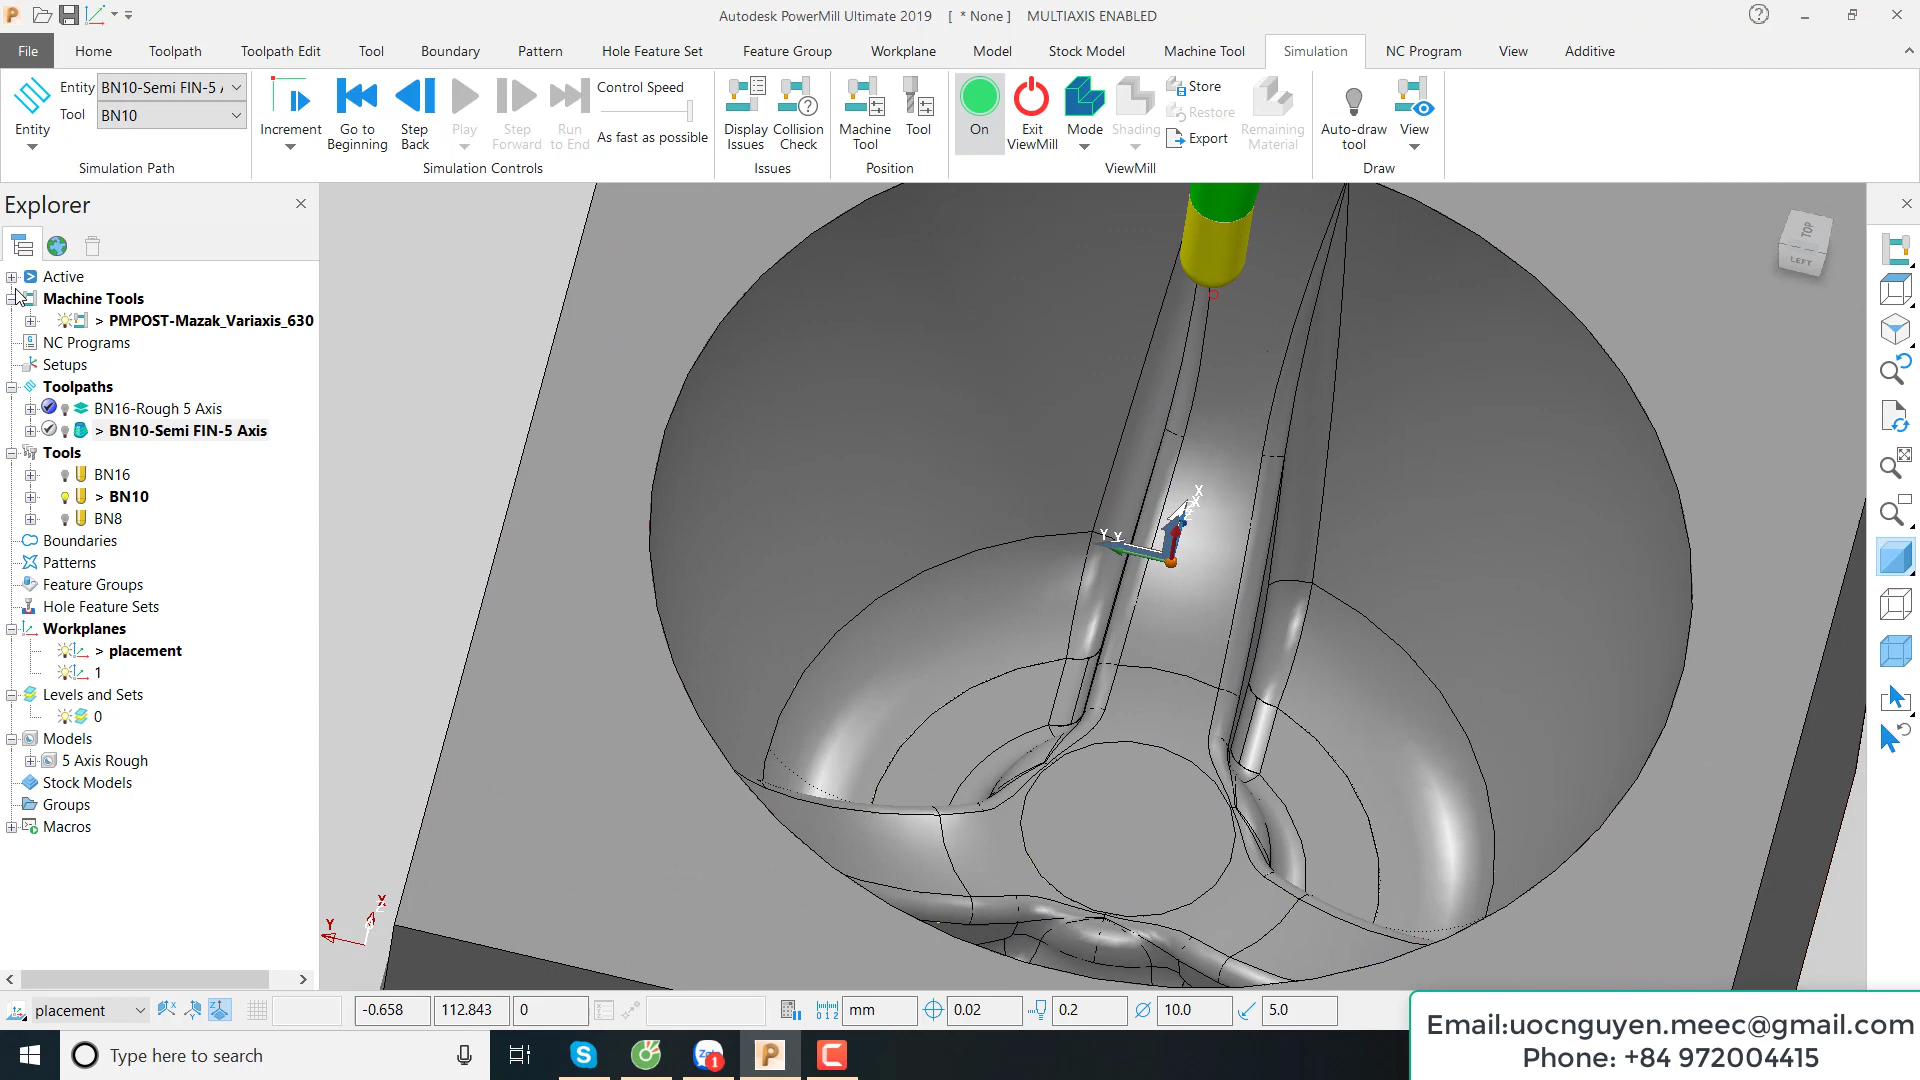 Autodesk PowerMill Ultimate 2019 [ * None ] MULTIAXIS ENABLED
File Home Toolpath Toolpath Edit Tool Boundary Pattern Hole Feature Set Feature Group Workplane Model Stock Model Machine Tool Simulation NC Program View Additive
Entity
Entity BN10-Semi FIN-5 A
Tool BN10
Simulation Path
Increment
Go to Beginning
Step Back
Play
Step Forward
Run to End
Control Speed
As fast as possible
Simulation Controls
Display Issues
Collision Check
Issues
Machine Tool
Tool
Position
On
Exit ViewMill
Mode
Shading
Store
Restore
Export
Remaining Material
ViewMill
Auto-draw tool
View
Draw
Explorer
Active
Machine Tools
> PMPOST-Mazak_Variaxis_630
NC Programs
Setups
Toolpaths
BN16-Rough 5 Axis
> BN10-Semi FIN-5 Axis
Tools
BN16
> BN10
BN8
Boundaries
Patterns
Feature Groups
Hole Feature Sets
Workplanes
> placement
1
Levels and Sets
0
Models
5 Axis Rough
Stock Models
Groups
Macros
TOP
LEFT
X
X
Z
Y Y
X
Y
placement -0.658 112.843 0 mm 0.02 0.2 10.0 5.0
Type here to search
1
Email:uocnguyen.meec@gmail.com
Phone: +84 972004415